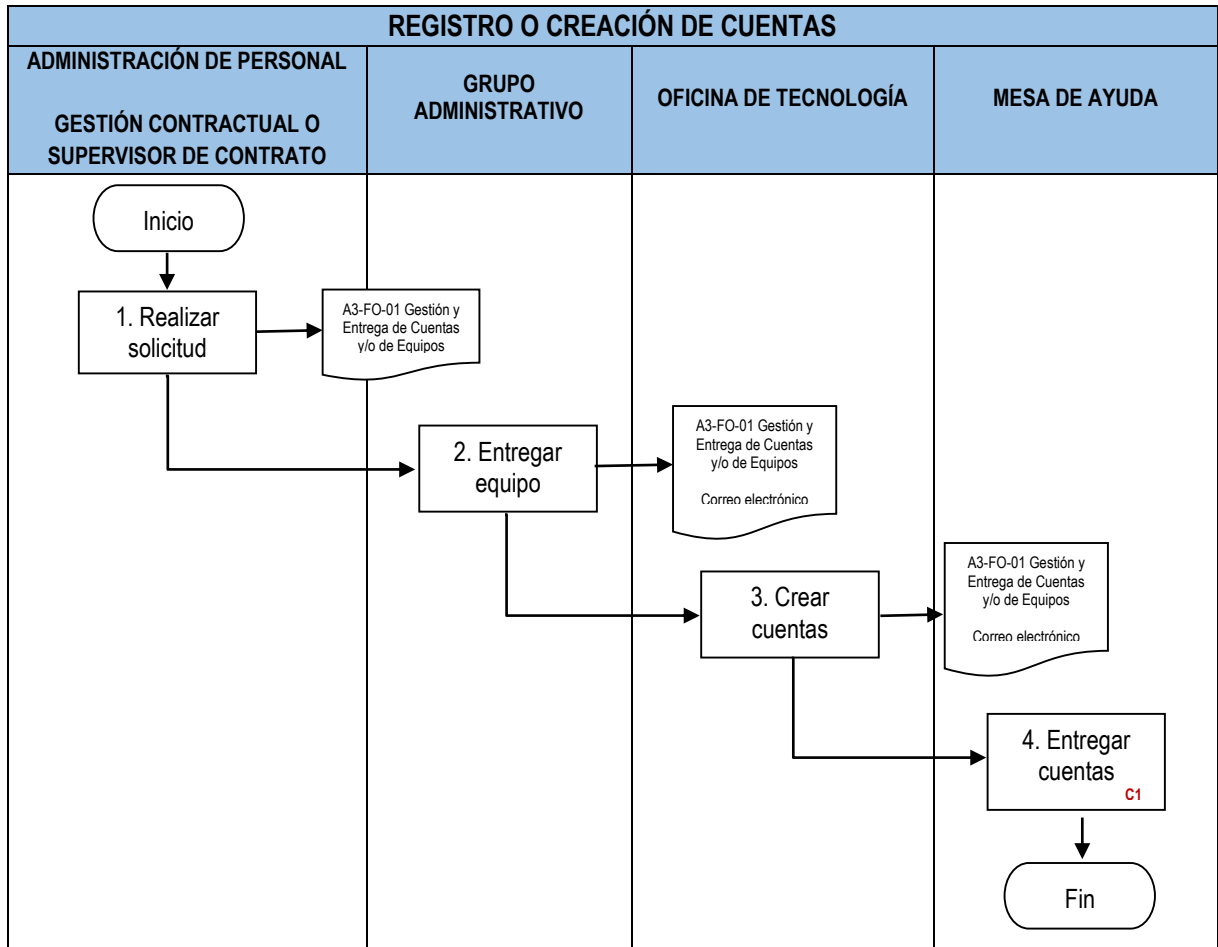 REGISTRO O CREACIÓN DE CUENTAS
ADMINISTRACIÓN DE PERSONAL
GESTIÓN CONTRACTUAL O
SUPERVISOR DE CONTRATO
GRUPO
ADMINISTRATIVO
OFICINA DE TECNOLOGÍA
MESA DE AYUDA
Inicio
1. Realizar
solicitud
A3-FO-01 Gestión y
Entrega de Cuentas
y/o de Equipos
2. Entregar
equipo
A3-FO-01 Gestión y
Entrega de Cuentas
y/o de Equipos
Correo electrónico
3. Crear
cuentas
A3-FO-01 Gestión y
Entrega de Cuentas
y/o de Equipos
Correo electrónico
4. Entregar
cuentas
C1
Fin